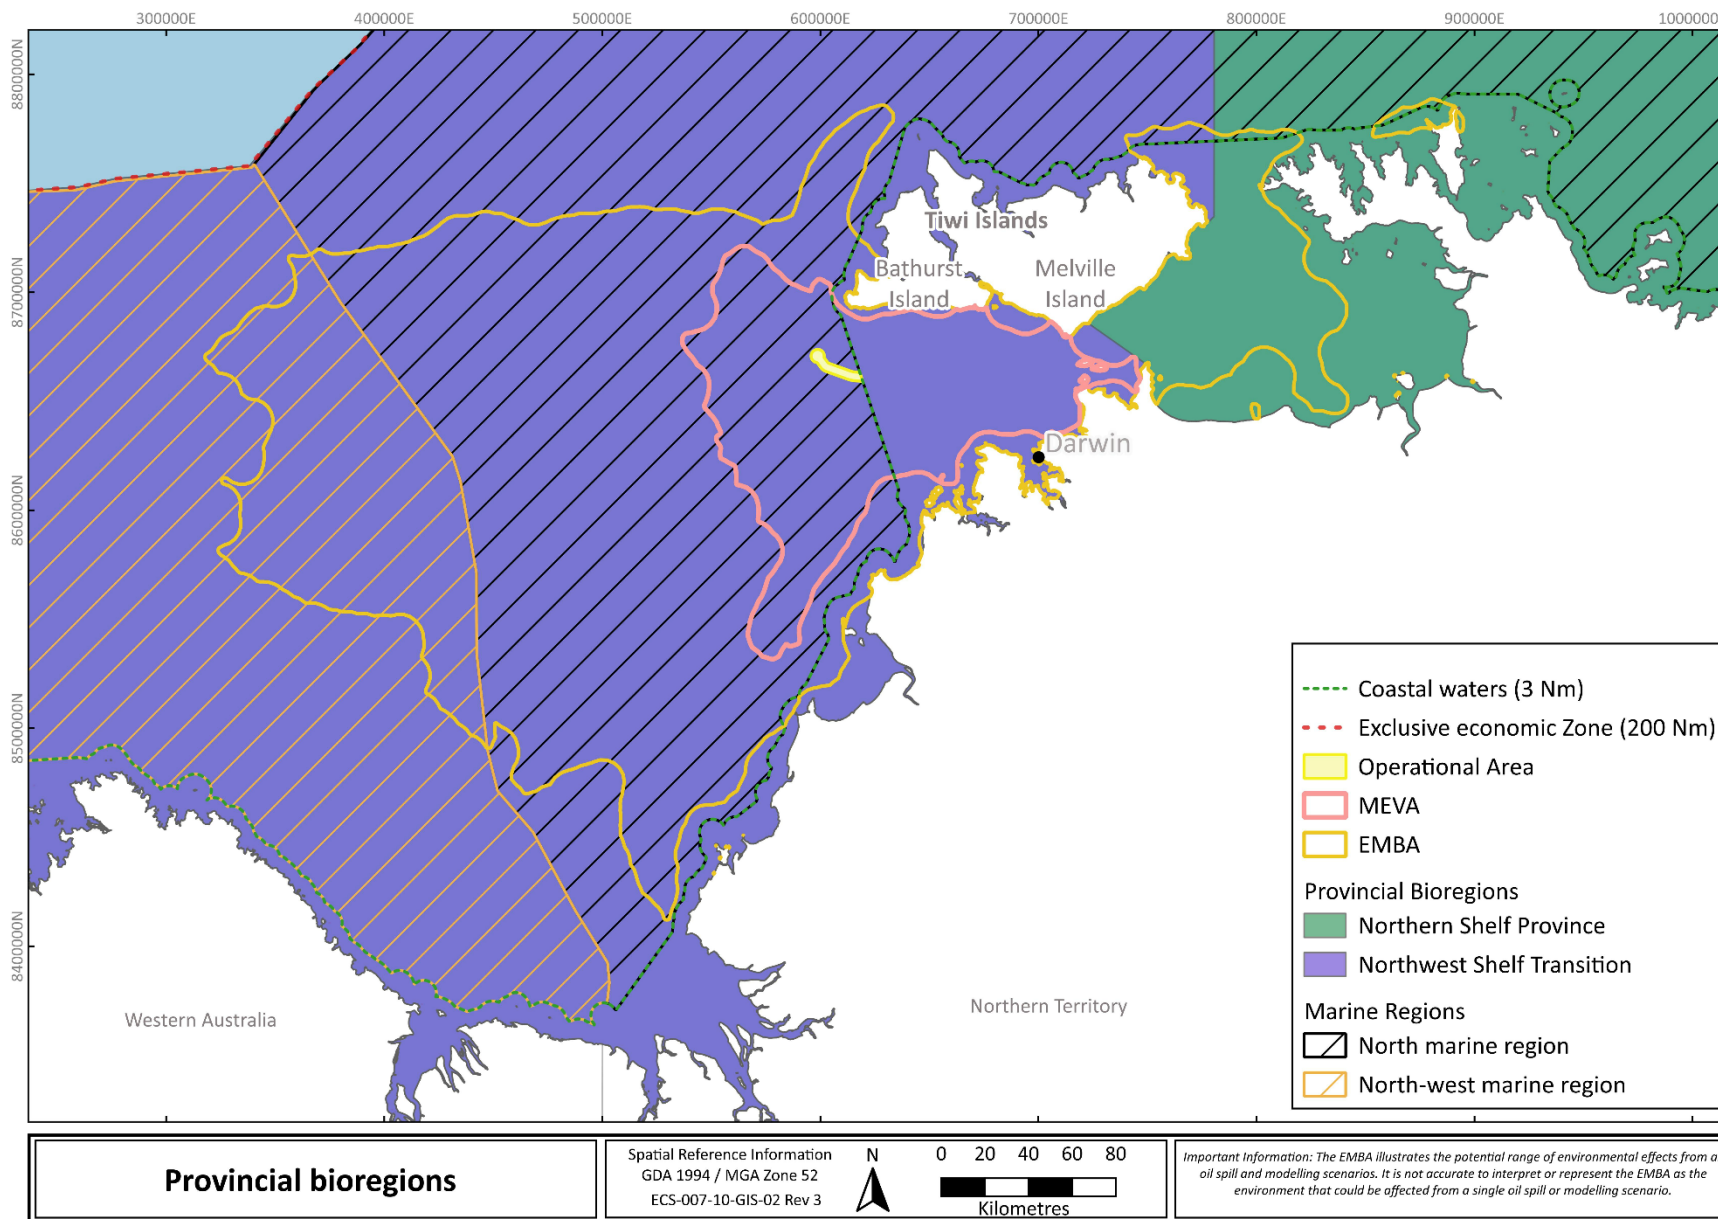 300000E
400000E
500000E
600000E
700000E
800000E
900000E
1000000
8800000N
8700000N
8600000N
8500000N
8400000N
Tiwi Islands
Bathurst
Island
Melville
Island
Darwin
Western Australia
Northern Territory
Coastal waters (3 Nm)
Exclusive economic Zone (200 Nm)
Operational Area
MEVA
EMBA
Provincial Bioregions
Northern Shelf Province
Northwest Shelf Transition
Marine Regions
North marine region
North-west marine region
Provincial bioregions
Spatial Reference Information
GDA 1994 / MGA Zone 52
ECS-007-10-GIS-02 Rev 3
N
0 20 40 60 80
Kilometres
Important Information: The EMBA illustrates the potential range of environmental effects from a
oil spill and modelling scenarios. It is not accurate to interpret or represent the EMBA as the
environment that could be affected from a single oil spill or modelling scenario.